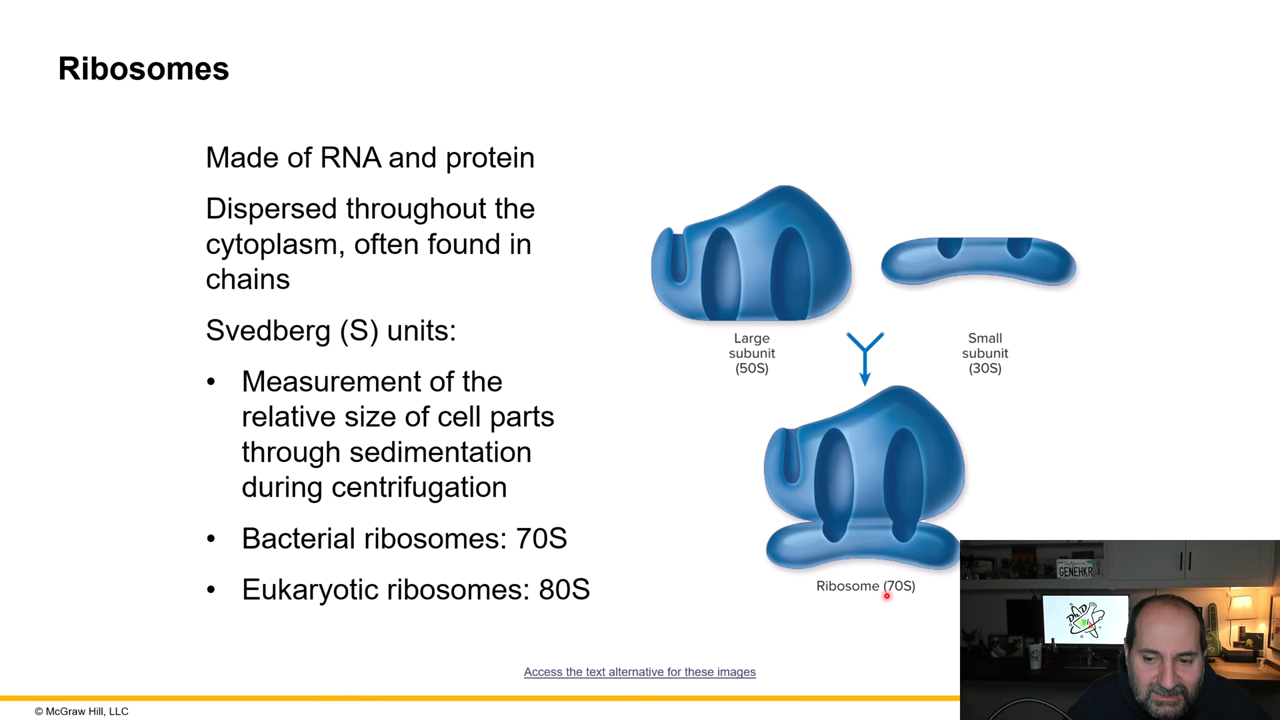 Ribosomes
Made of RNA and protein
Dispersed throughout the
cytoplasm, often found in
chains
Svedberg (S) units:
• Measurement of the
relative size of cell parts
through sedimentation
during centrifugation
• Bacterial ribosomes: 70S
• Eukaryotic ribosomes: 80S
Large
subunit
(50S)
Small
subunit
(30S)
Ribosome (70S)
GENEHKR
Access the text alternative for these images
© McGraw Hill, LLC